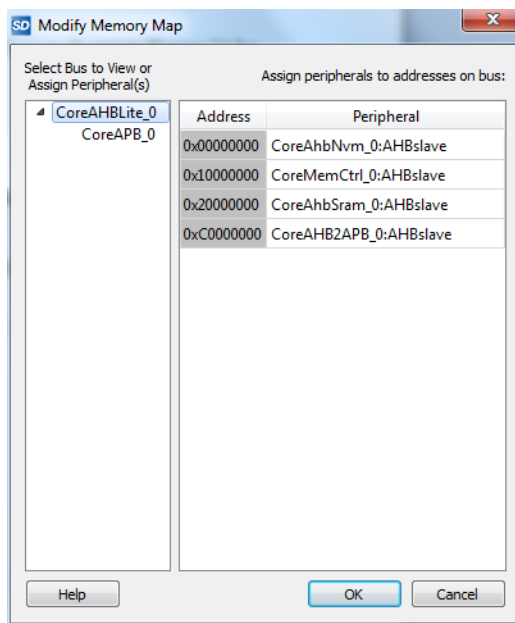 SD Modify Memory Map
X
Select Bus to View or
Assign Peripheral(s)
CoreAHBLite_0
CoreAPB_0
Assign peripherals to addresses on bus:
Address Peripheral
0x00000000 CoreAhbNvm_0:AHBslave
0x10000000 CoreMemCtrl_0:AHBslave
0x20000000 CoreAhbSram_0:AHBslave
0xC0000000 CoreAHB2APB_0:AHBslave
Help OK Cancel